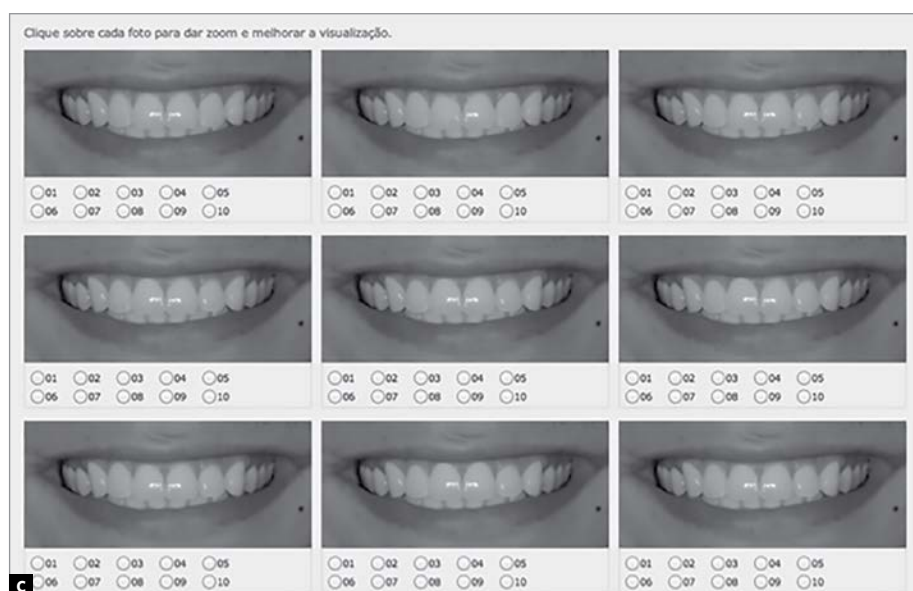 Clique sobre cada foto para dar zoom e melhorar a visualização.
01 02 03 04 05 01 02 03 04 05 01 02 03 04 05
06 07 08 09 10 06 07 08 09 10 06 07 08 09 10
01 02 03 04 05 01 02 03 04 05 01 02 03 04 05
06 07 08 09 10 06 07 08 09 10 06 07 08 09 10
01 02 03 04 05 01 02 03 04 05 01 02 03 04 05
C 06 07 08 09 10 06 07 08 09 10 06 07 08 09 10